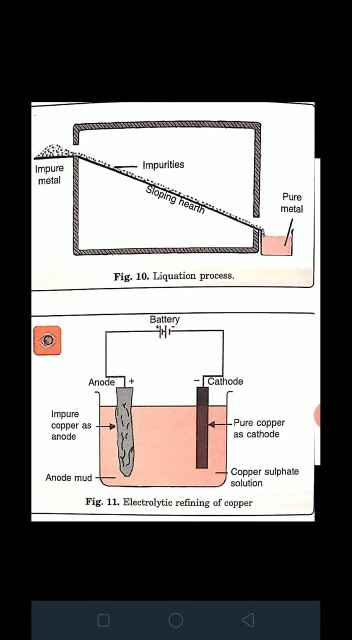 Impurities
Impure
metal
Sloping hearth
Pure
metal
Fig. 10. Liquation process.
Battery
+ -
Anode +
- Cathode
Impure
copper as
anode
Pure copper
as cathode
Anode mud
Copper sulphate
solution
Fig. 11. Electrolytic refining of copper